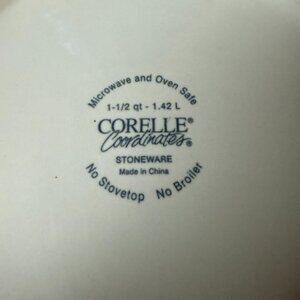 Microwave and Oven Safe
1-1/2 qt - 1.42 L
CORELLE®
Coordinates®
STONEWARE
Made in China
No Stovetop No Broiler